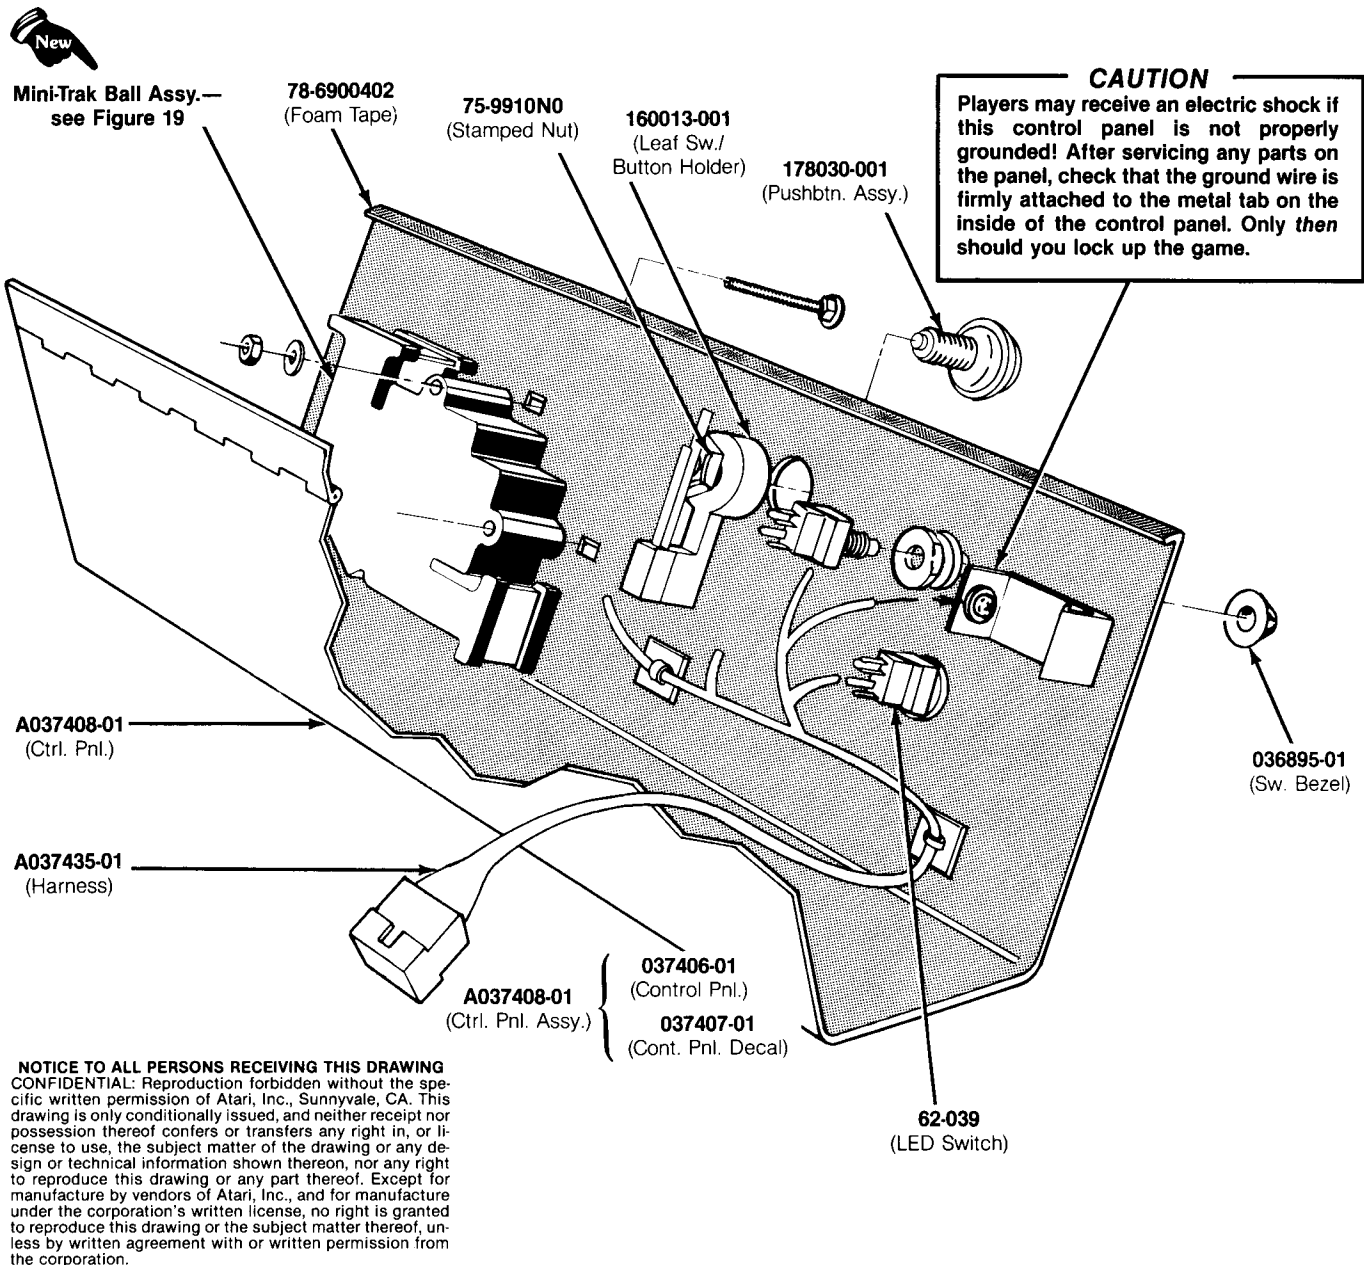 New
Mini-Trak Ball Assy.—
see Figure 19
78-6900402
(Foam Tape)
75-9910N0
(Stamped Nut)
160013-001
(Leaf Sw./
Button Holder)
178030-001
(Pushbtn. Assy.)
CAUTION
Players may receive an electric shock if
this control panel is not properly
grounded! After servicing any parts on
the panel, check that the ground wire is
firmly attached to the metal tab on the
inside of the control panel. Only then
should you lock up the game.
A037408-01
(Ctrl. Pnl.)
036895-01
(Sw. Bezel)
A037435-01
(Harness)
A037408-01
(Ctrl. Pnl. Assy.)
037406-01
(Control Pnl.)
037407-01
(Cont. Pnl. Decal)
62-039
(LED Switch)
NOTICE TO ALL PERSONS RECEIVING THIS DRAWING
CONFIDENTIAL: Reproduction forbidden without the spe-
cific written permission of Atari, Inc., Sunnyvale, CA. This
drawing is only conditionally issued, and neither receipt nor
possession thereof confers or transfers any right in, or li-
cense to use, the subject matter of the drawing or any de-
sign or technical information shown thereon, nor any right
to reproduce this drawing or any part thereof. Except for
manufacture by vendors of Atari, Inc., and for manufacture
under the corporation's written license, no right is granted
to reproduce this drawing or the subject matter thereof, un-
less by written agreement with or written permission from
the corporation.